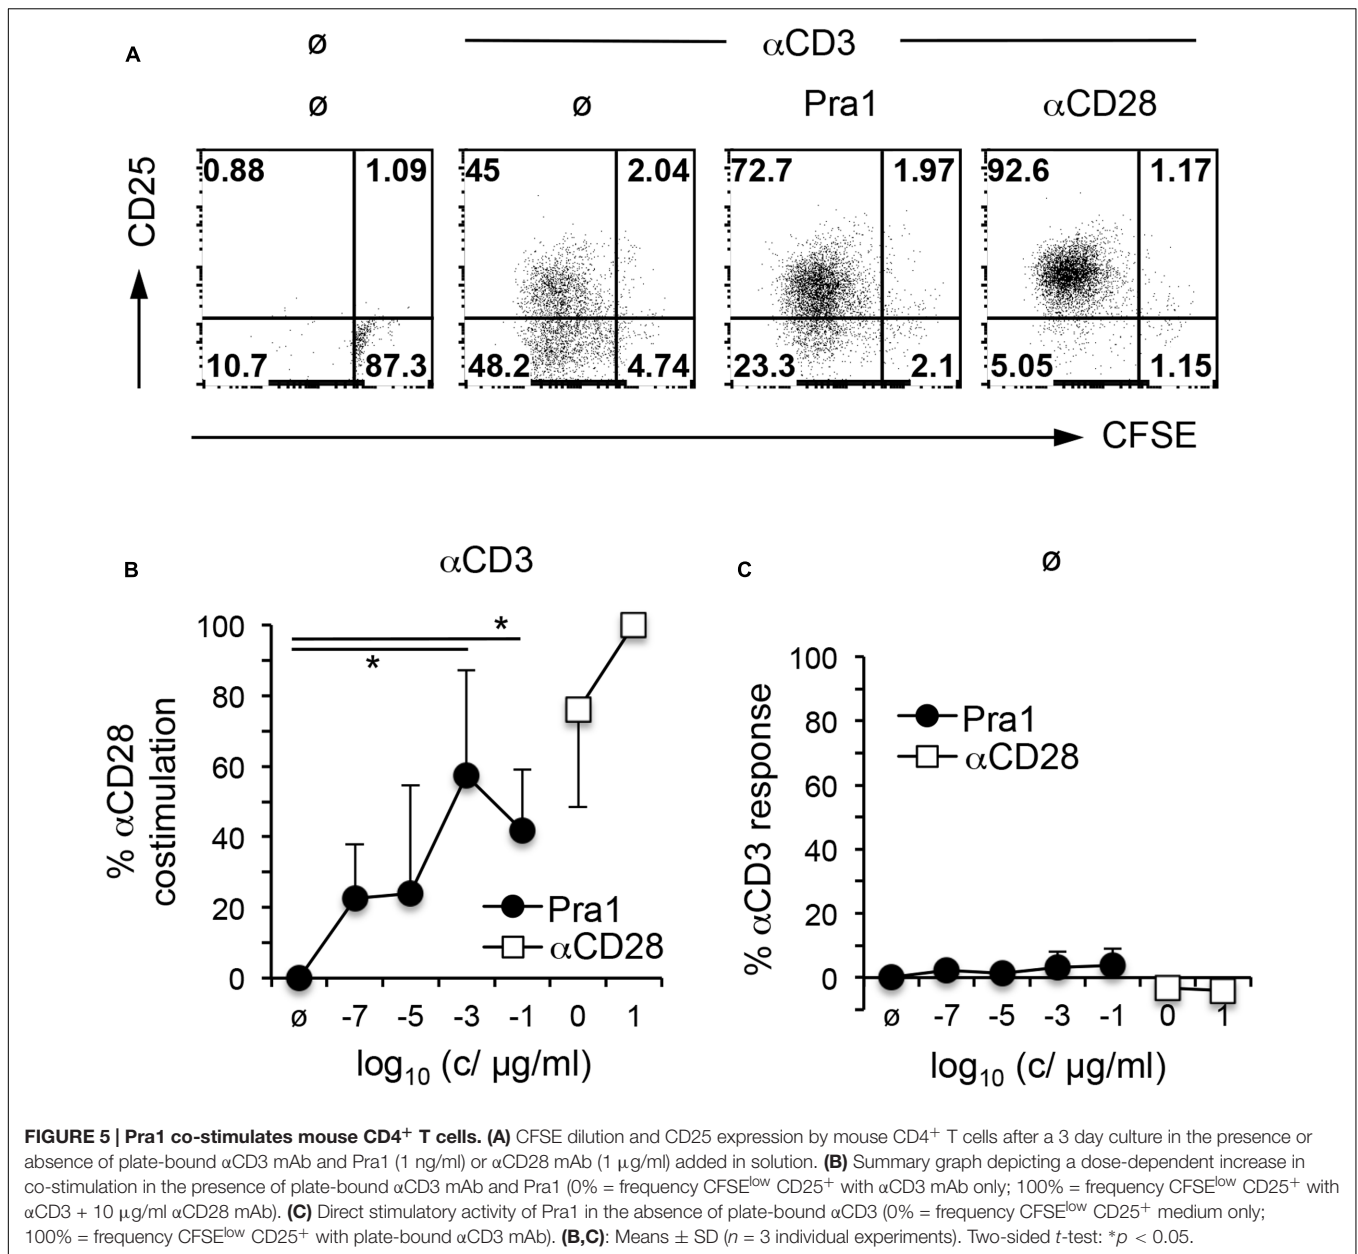 A
ø
αCD3
ø
ø
Pra1
αCD28
CD25
0.88
1.09
45
2.04
72.7
1.97
92.6
1.17
10.7
87.3
48.2
4.74
23.3
2.1
5.05
1.15
CFSE
B
αCD3
% αCD28
costimulation
100
80
60
40
20
0
*
*
Pra1
αCD28
ø
-7
-5
-3
-1
0
1
log10 (c/ µg/ml)
C
ø
% αCD3 response
100
80
60
40
20
0
Pra1
αCD28
ø
-7
-5
-3
-1
0
1
log10 (c/ µg/ml)
FIGURE 5 | Pra1 co-stimulates mouse CD4+ T cells. (A) CFSE dilution and CD25 expression by mouse CD4+ T cells after a 3 day culture in the presence or
absence of plate-bound αCD3 mAb and Pra1 (1 ng/ml) or αCD28 mAb (1 µg/ml) added in solution. (B) Summary graph depicting a dose-dependent increase in
co-stimulation in the presence of plate-bound αCD3 mAb and Pra1 (0% = frequency CFSElow CD25+ with αCD3 mAb only; 100% = frequency CFSElow CD25+ with
αCD3 + 10 µg/ml αCD28 mAb). (C) Direct stimulatory activity of Pra1 in the absence of plate-bound αCD3 (0% = frequency CFSElow CD25+ medium only;
100% = frequency CFSElow CD25+ with plate-bound αCD3 mAb). (B,C): Means ± SD (n = 3 individual experiments). Two-sided t-test: *p < 0.05.